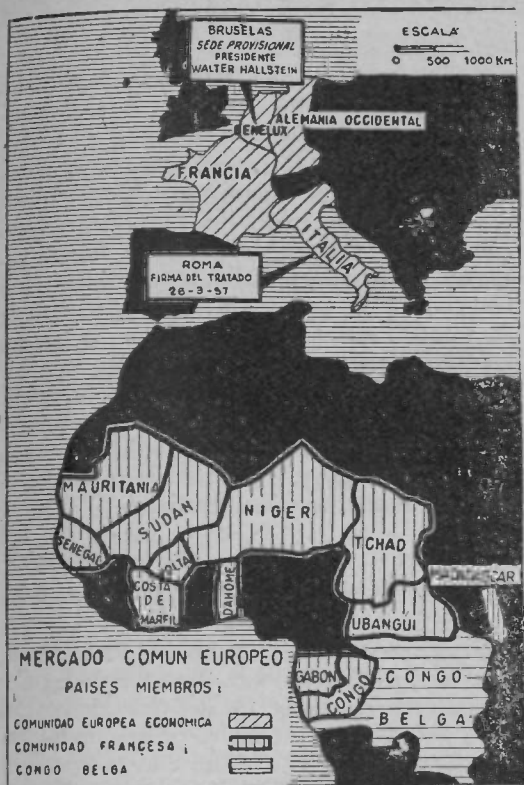 BRUSELAS
SEDE PROVISIONAL
PRESIDENTE
WALTER HALLSTEIN
ESCALA
0 500 1000 KM.
ALEMANIA OCCIDENTAL
BENELUX
FRANCIA
ITALIA
ROMA
FIRMA DEL TRATADO
26-3-57
MAURITANIA
SUDAN
NIGER
TCHAD
SENEGAL
VOLTA
COSTA
DE
MARFIL
DAHOME
UBANGUI
GABON
CONGO
CONGO
BELGA
MERCADO COMUN EUROPEO
PAISES MIEMBROS:
COMUNIDAD EUROPEA ECONOMICA
COMUNIDAD FRANCESA;
CONGO BELGA